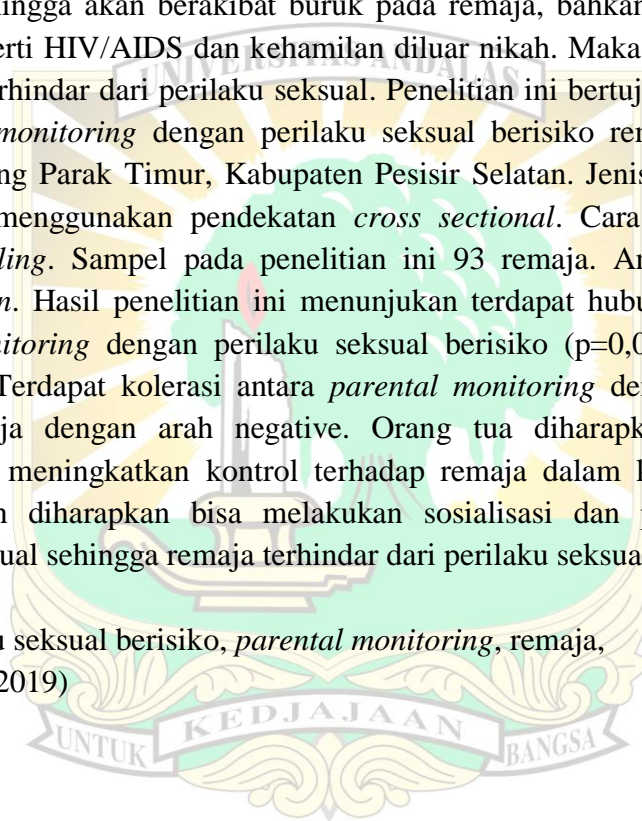 ingga akan berakibat buruk pada remaja, bahkan
erti HIV/AIDS dan kehamilan diluar nikah. Maka
rhindar dari perilaku seksual. Penelitian ini bertuj
monitoring dengan perilaku seksual berisiko re
ng Parak Timur, Kabupaten Pesisir Selatan. Jenis
menggunakan pendekatan cross sectional. Cara
ling. Sampel pada penelitian ini 93 remaja. A
n. Hasil penelitian ini menunjukan terdapat hubu
nitoring dengan perilaku seksual berisiko (p=0,0
Terdapat kolerasi antara parental monitoring de
ja dengan arah negative. Orang tua diharapk
meningkatkan kontrol terhadap remaja dalam
n diharapkan bisa melakukan sosialisasi dan
ual sehingga remaja terhindar dari perilaku seksua
u seksual berisiko, parental monitoring, remaja,
2019)
UNIVERSITAS ANDALAS
UNTUK KEDJAJAAN BANGSA